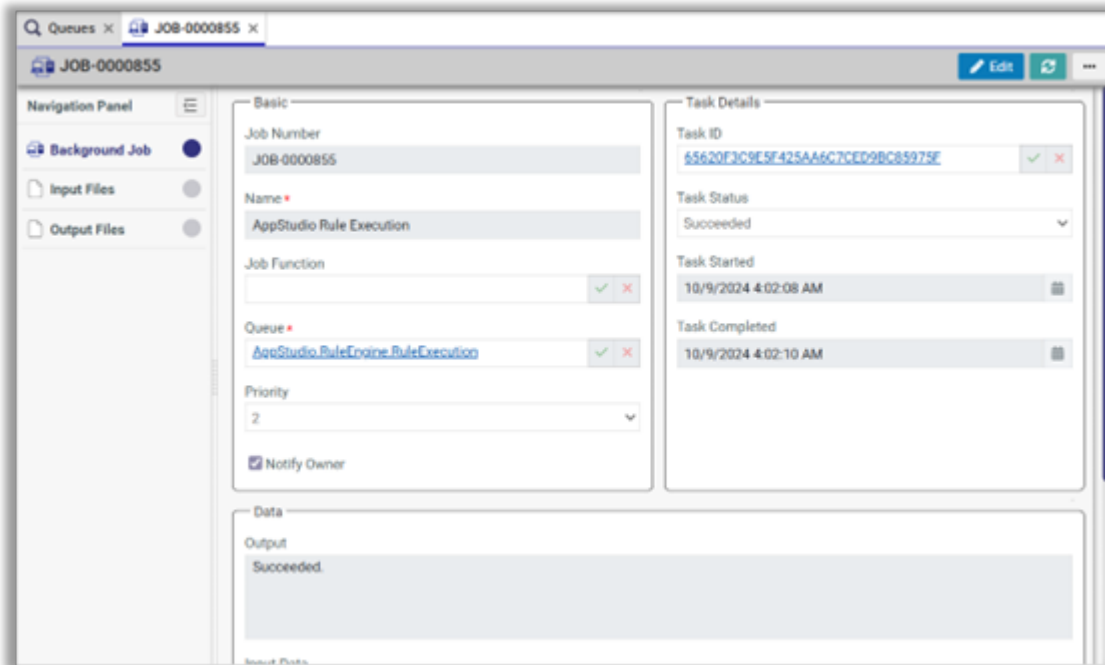 Queues
JOB-0000855
JOB-0000855
Edit
Navigation Panel
Background Job
Input Files
Output Files
Basic
Job Number
JOB-0000855
Name*
AppStudio Rule Execution
Job Function
Queue*
AppStudio.RuleEngine.RuleExecution
Priority
2
Notify Owner
Task Details
Task ID
65620F3C9E5F425AA6C7CED9BC85975F
Task Status
Succeeded
Task Started
10/9/2024 4:02:08 AM
Task Completed
10/9/2024 4:02:10 AM
Data
Output
Succeeded.
Input Data